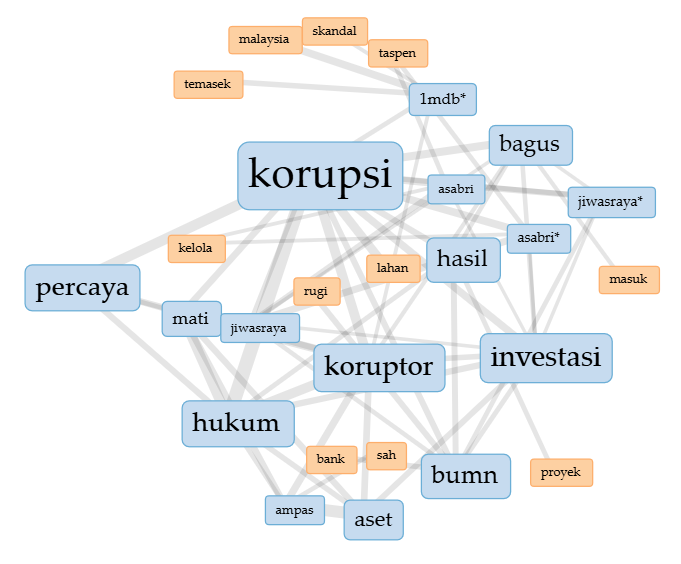 skandal
malaysia
taspen
temasek
1mdb*
bagus
korupsi
asabri
jiwasraya*
asabri*
kelola
hasil
lahan
masuk
percaya
rugi
mati
jiwasraya
investasi
koruptor
hukum
bank
sah
bumn
proyek
ampas
aset